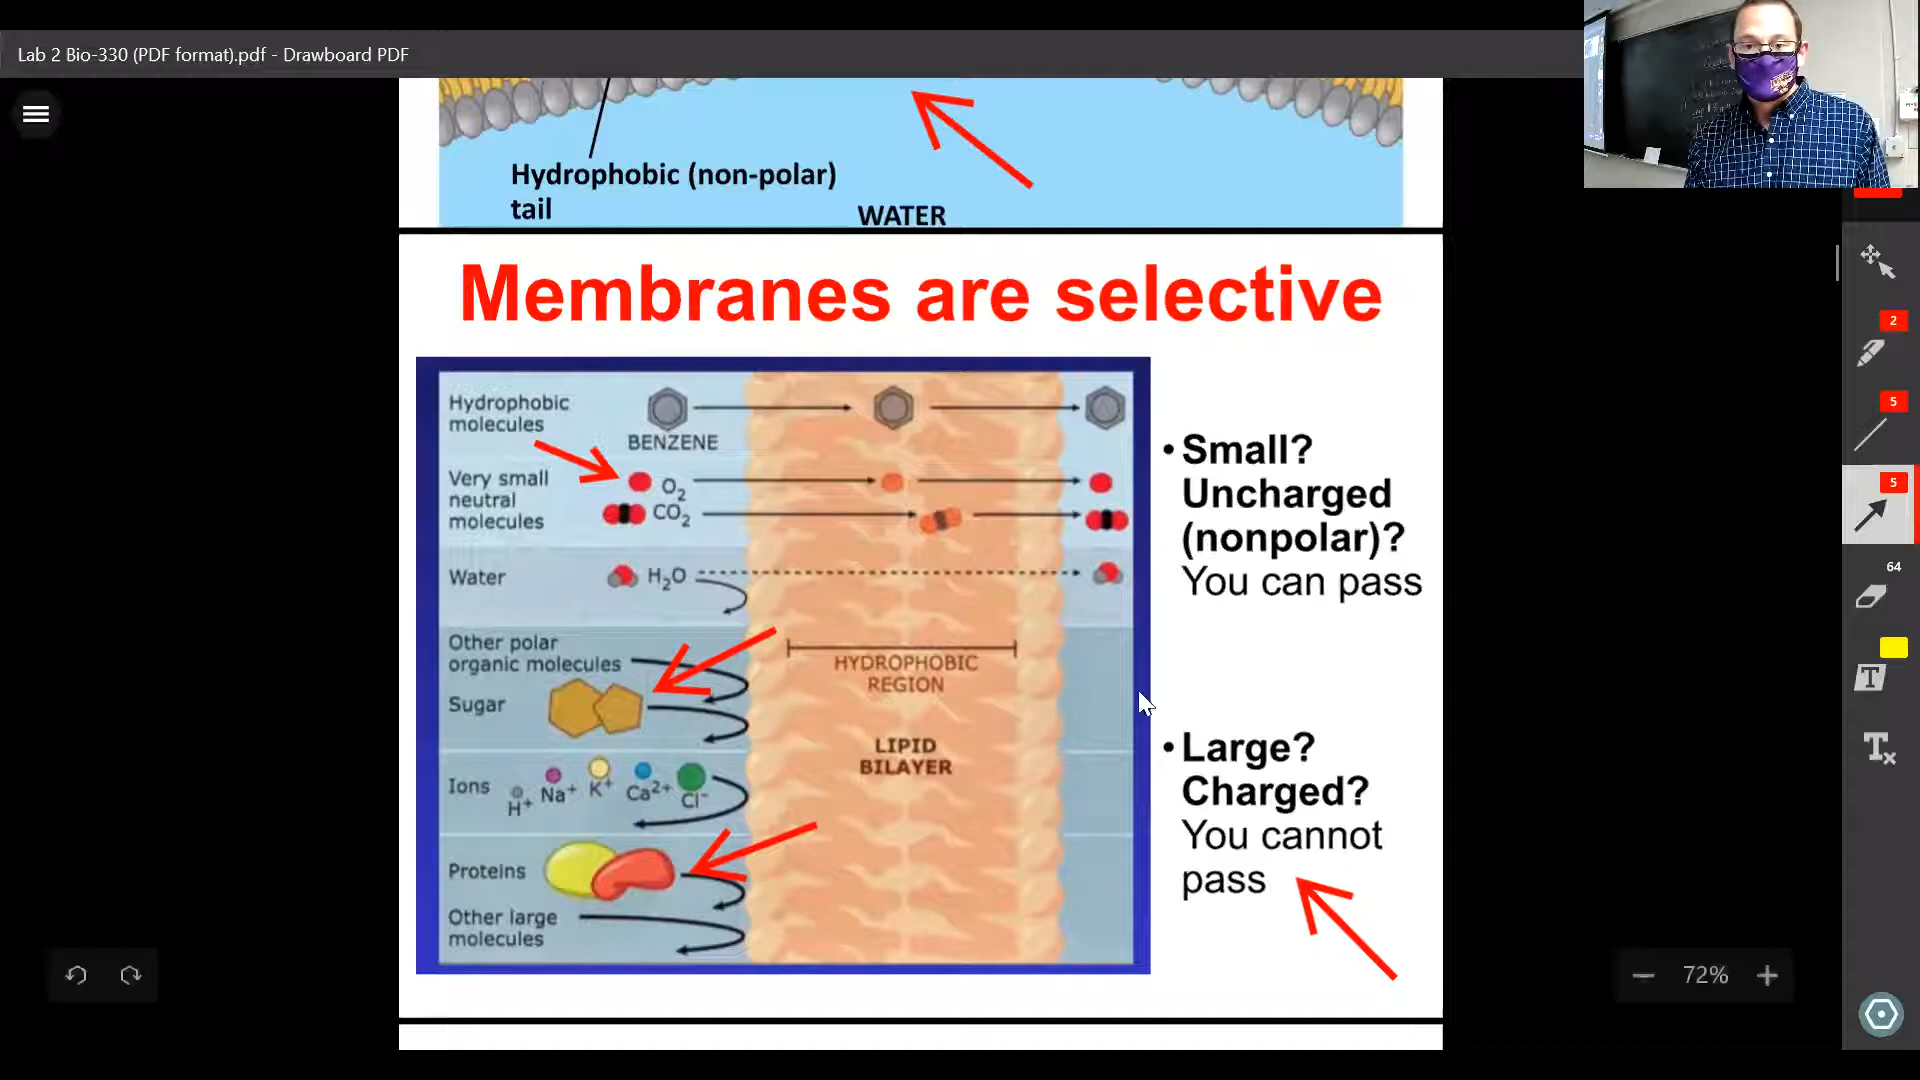 Lab 2 Bio-330 (PDF format).pdf - Drawboard PDF
Hydrophobic (non-polar)
tail
WATER
Membranes are selective
Hydrophobic
molecules
BENZENE
Very small
neutral
molecules
O2
CO2
Water
H2O
Other polar
organic molecules
Sugar
Ions
H+ Na+ K+ Ca2+ Cl-
Proteins
Other large
molecules
HYDROPHOBIC
REGION
LIPID
BILAYER
• Small?
Uncharged
(nonpolar)?
You can pass
• Large?
Charged?
You cannot
pass
2
5
5
64
T
Tx
72%